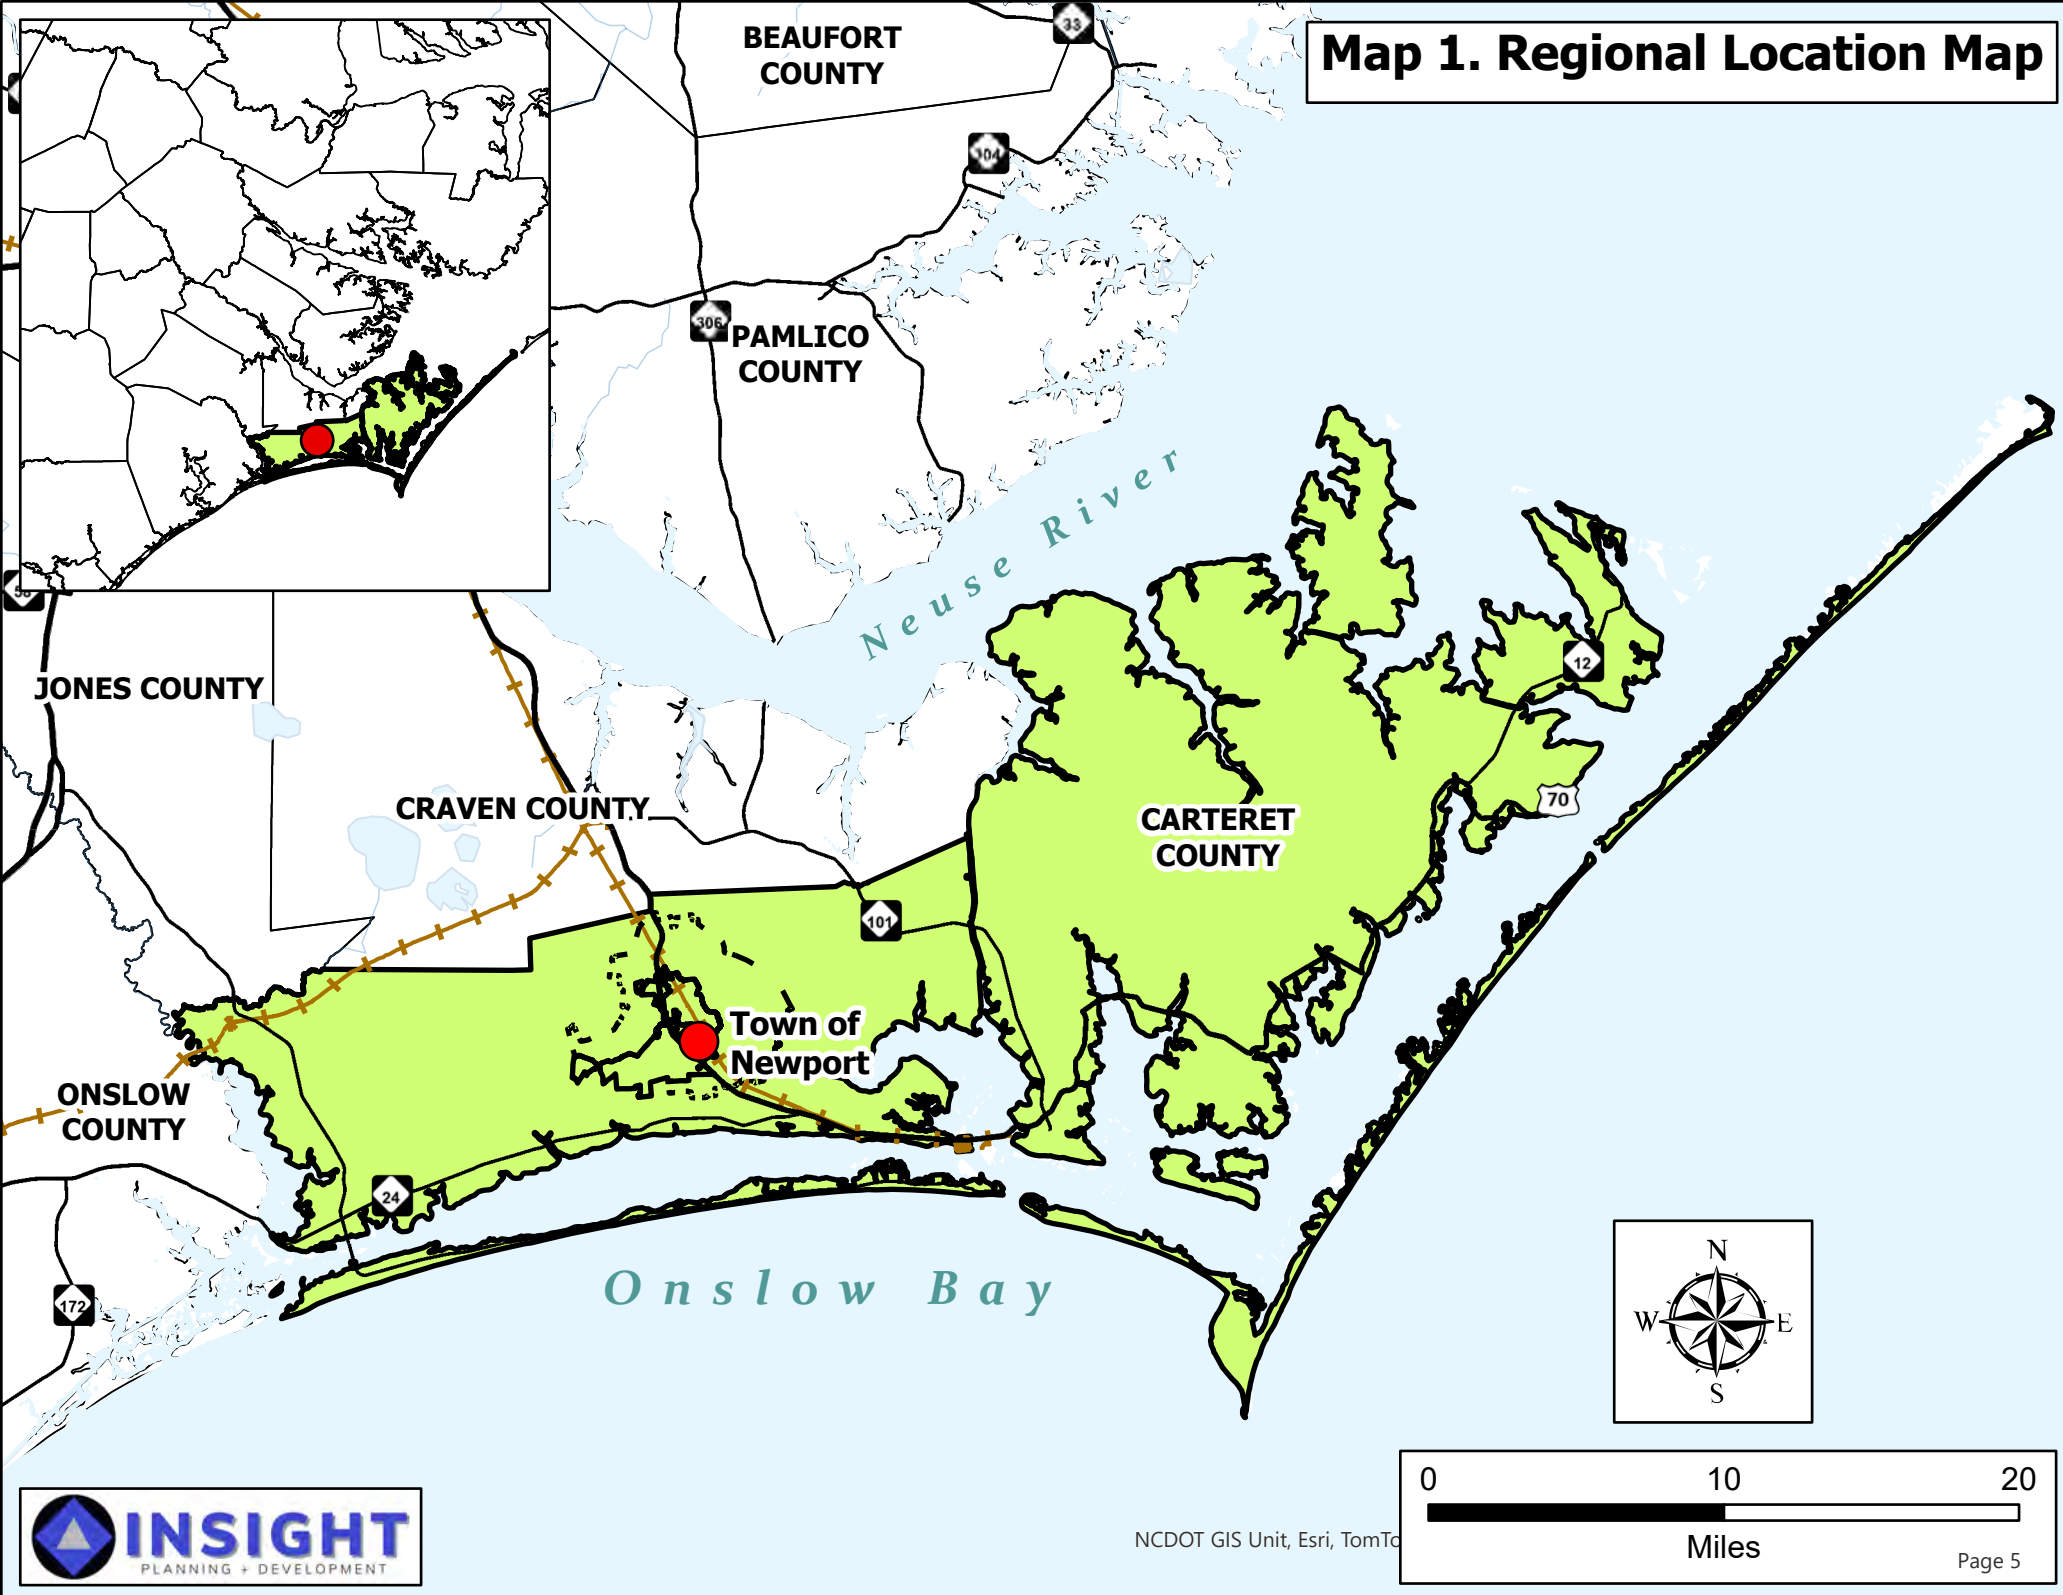 Map 1. Regional Location Map
BEAUFORT
COUNTY
33
304
306
PAMLICO
COUNTY
Neuse River
58
JONES COUNTY
12
70
CRAVEN COUNTY
CARTERET
COUNTY
101
Town of
Newport
ONSLOW
COUNTY
24
172
Onslow Bay
N
W
E
S
0 10 20
Miles
INSIGHT
PLANNING + DEVELOPMENT
NCDOT GIS Unit, Esri, TomTo
Page 5